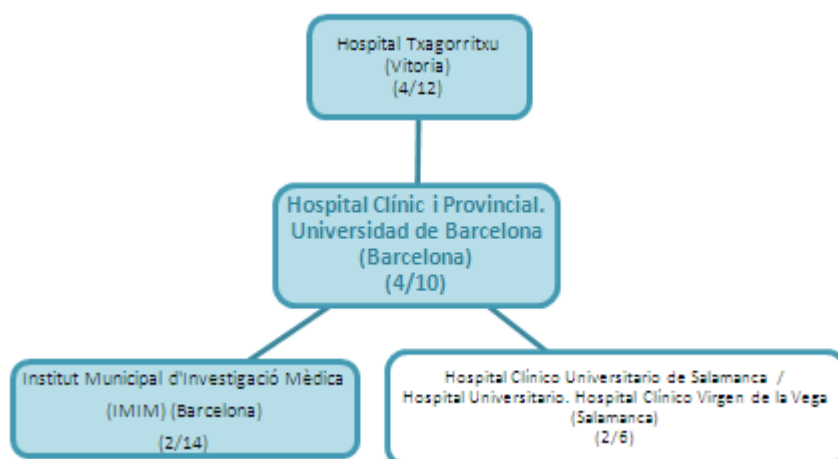 Hospital Txagorritxu
(Vitoria)
(4/12)
Hospital Clínic i Provincial.
Universidad de Barcelona
(Barcelona)
(4/10)
Institut Municipal d'Investigació Mèdica
(IMIM) (Barcelona)
(2/14)
Hospital Clínico Universitario de Salamanca /
Hospital Universitario. Hospital Clínico Virgen de la Vega
(Salamanca)
(2/6)